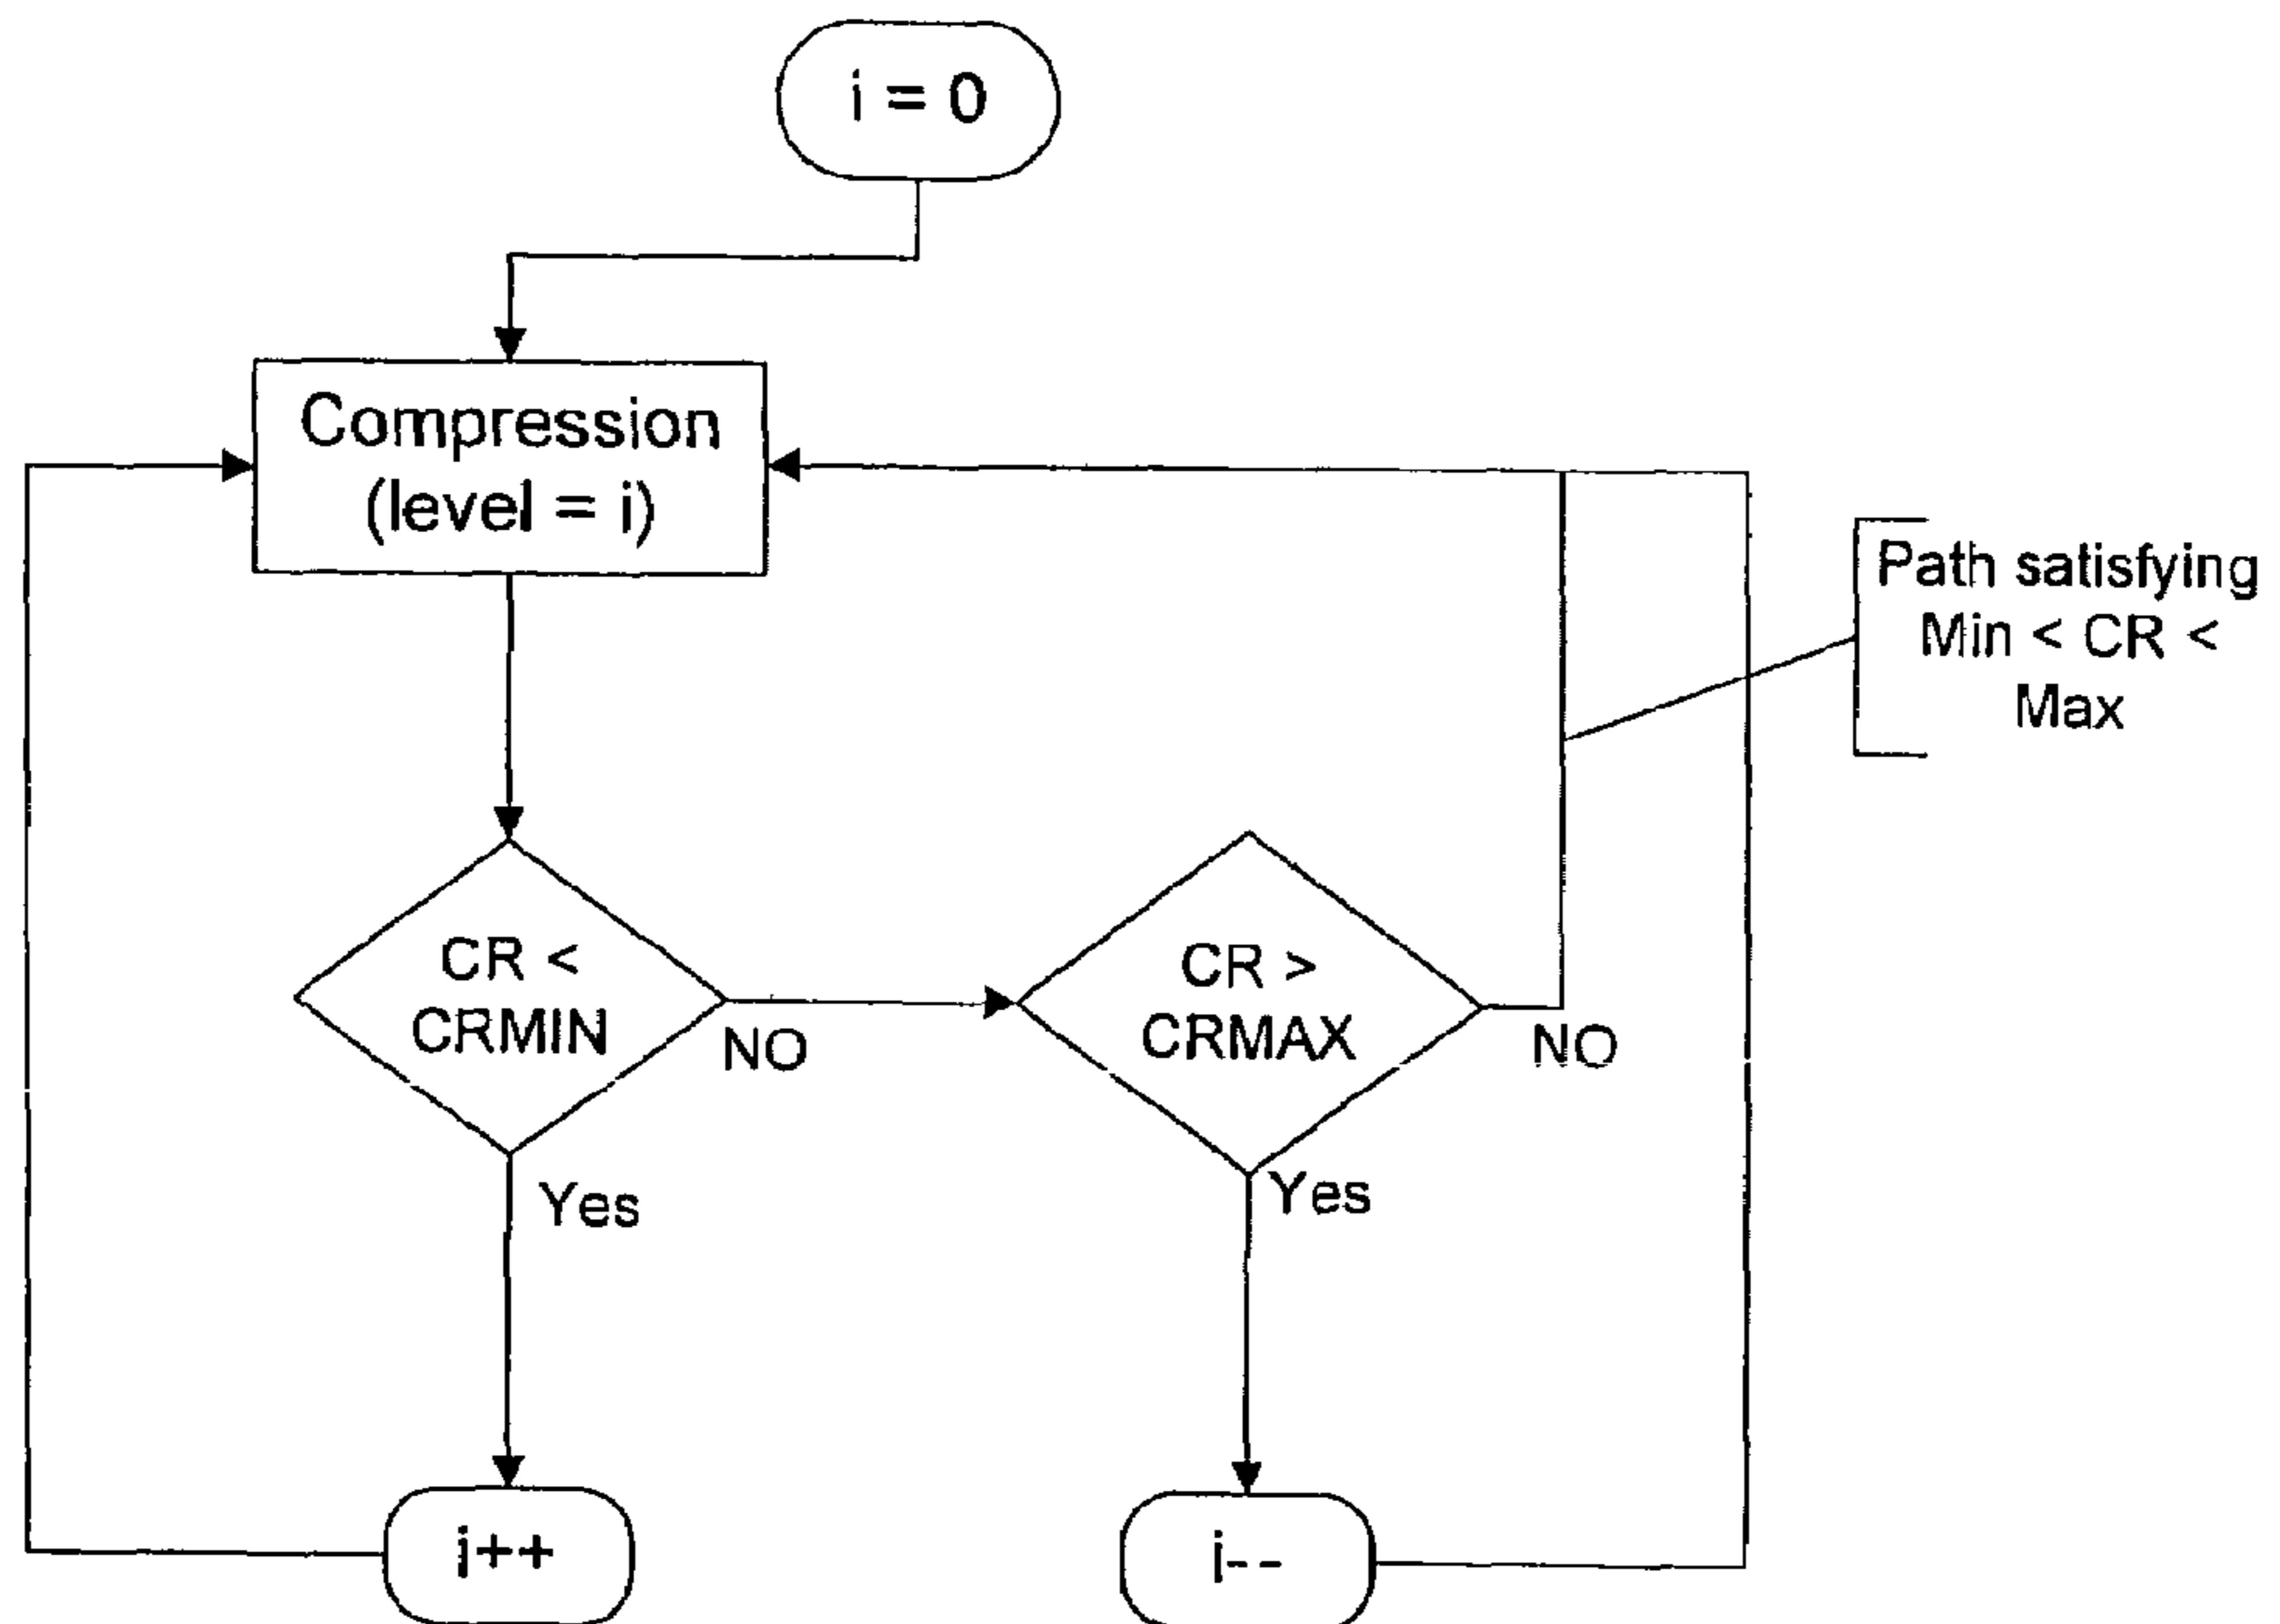 i = 0
Compression
(level = i)
Path satisfying
Min < CR <
Max
CR <
CRMIN
NO
CR >
CRMAX
NO
Yes
Yes
i++
i--